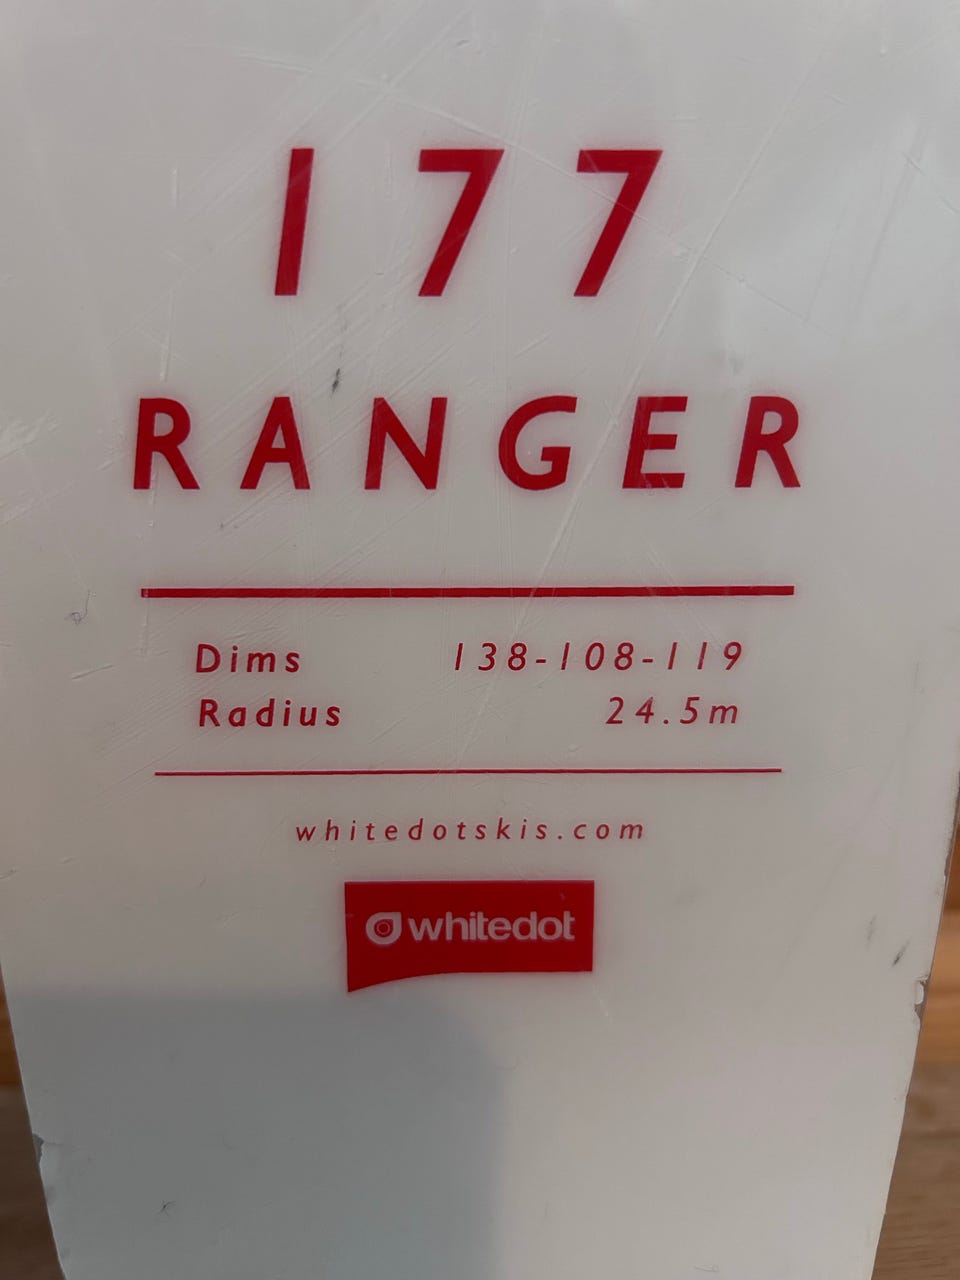 177
RANGER
Dims 138-108-119
Radius 24.5m
whitedotskis.com
whitedot